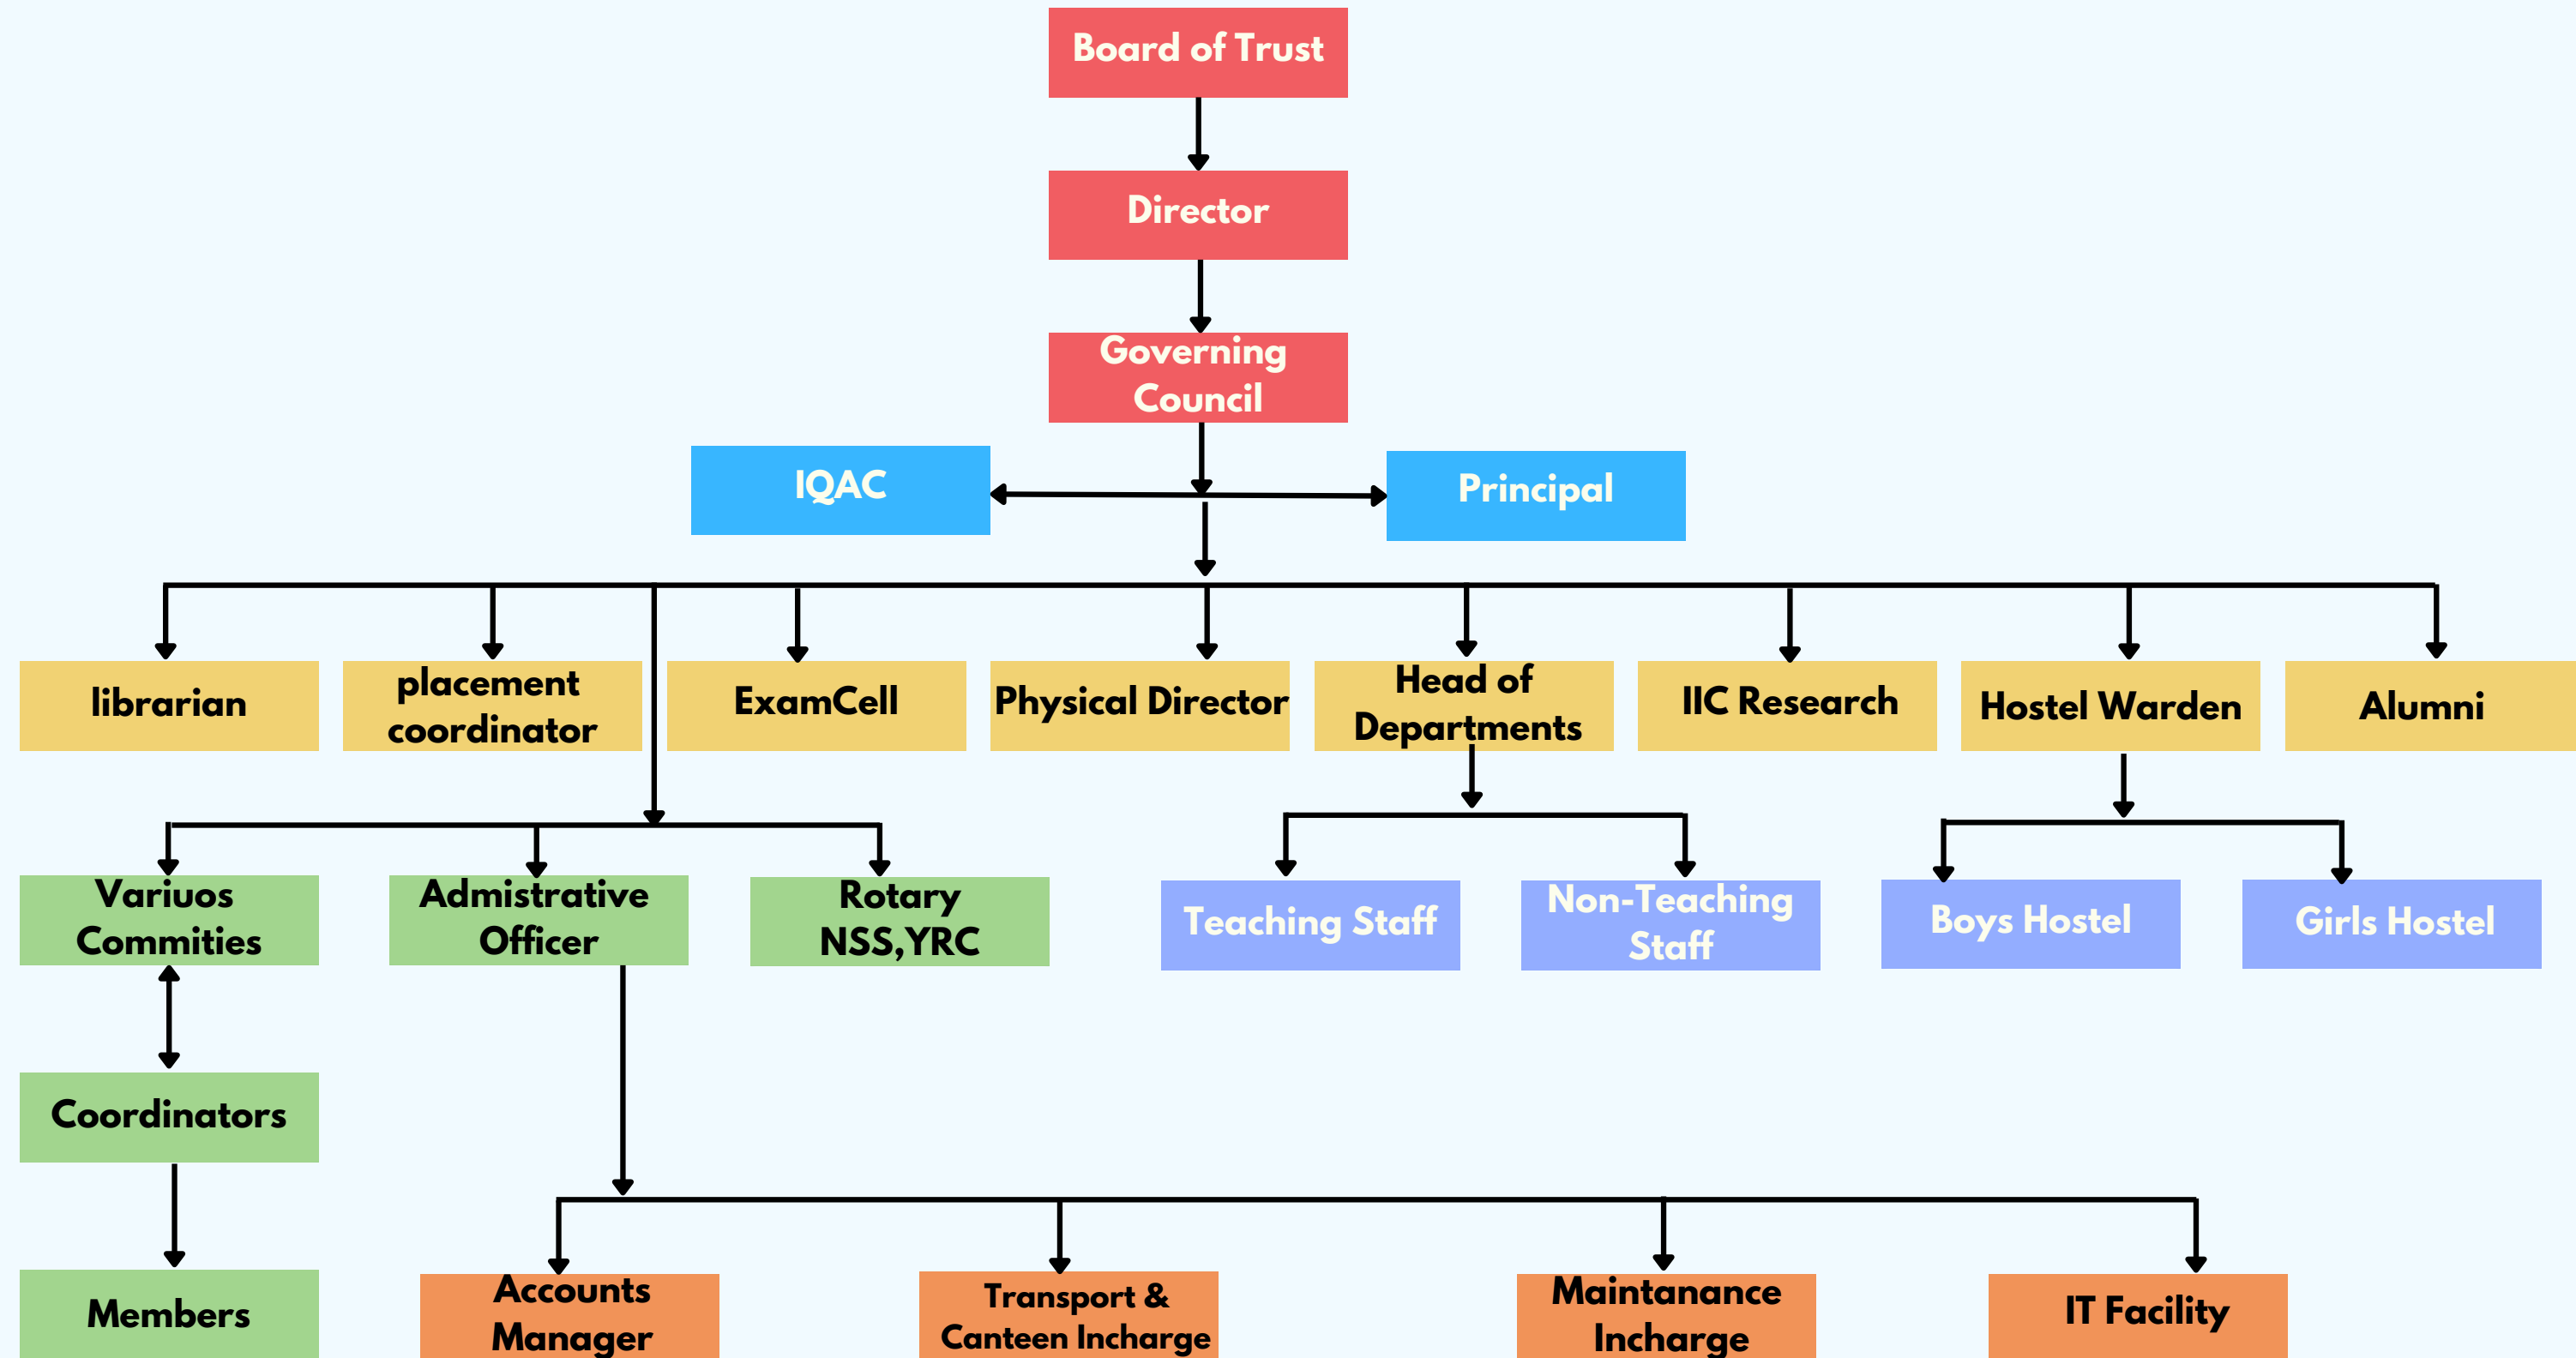 Board of Trust
Director
Governing
Council
IQAC
Principal
librarian
placement
coordinator
ExamCell
Physical Director
Head of
Departments
IIC Research
Hostel Warden
Alumni
Variuos
Commities
Admistrative
Officer
Rotary
NSS,YRC
Teaching Staff
Non-Teaching
Staff
Boys Hostel
Girls Hostel
Coordinators
Members
Accounts
Manager
Transport &
Canteen Incharge
Maintanance
Incharge
IT Facility